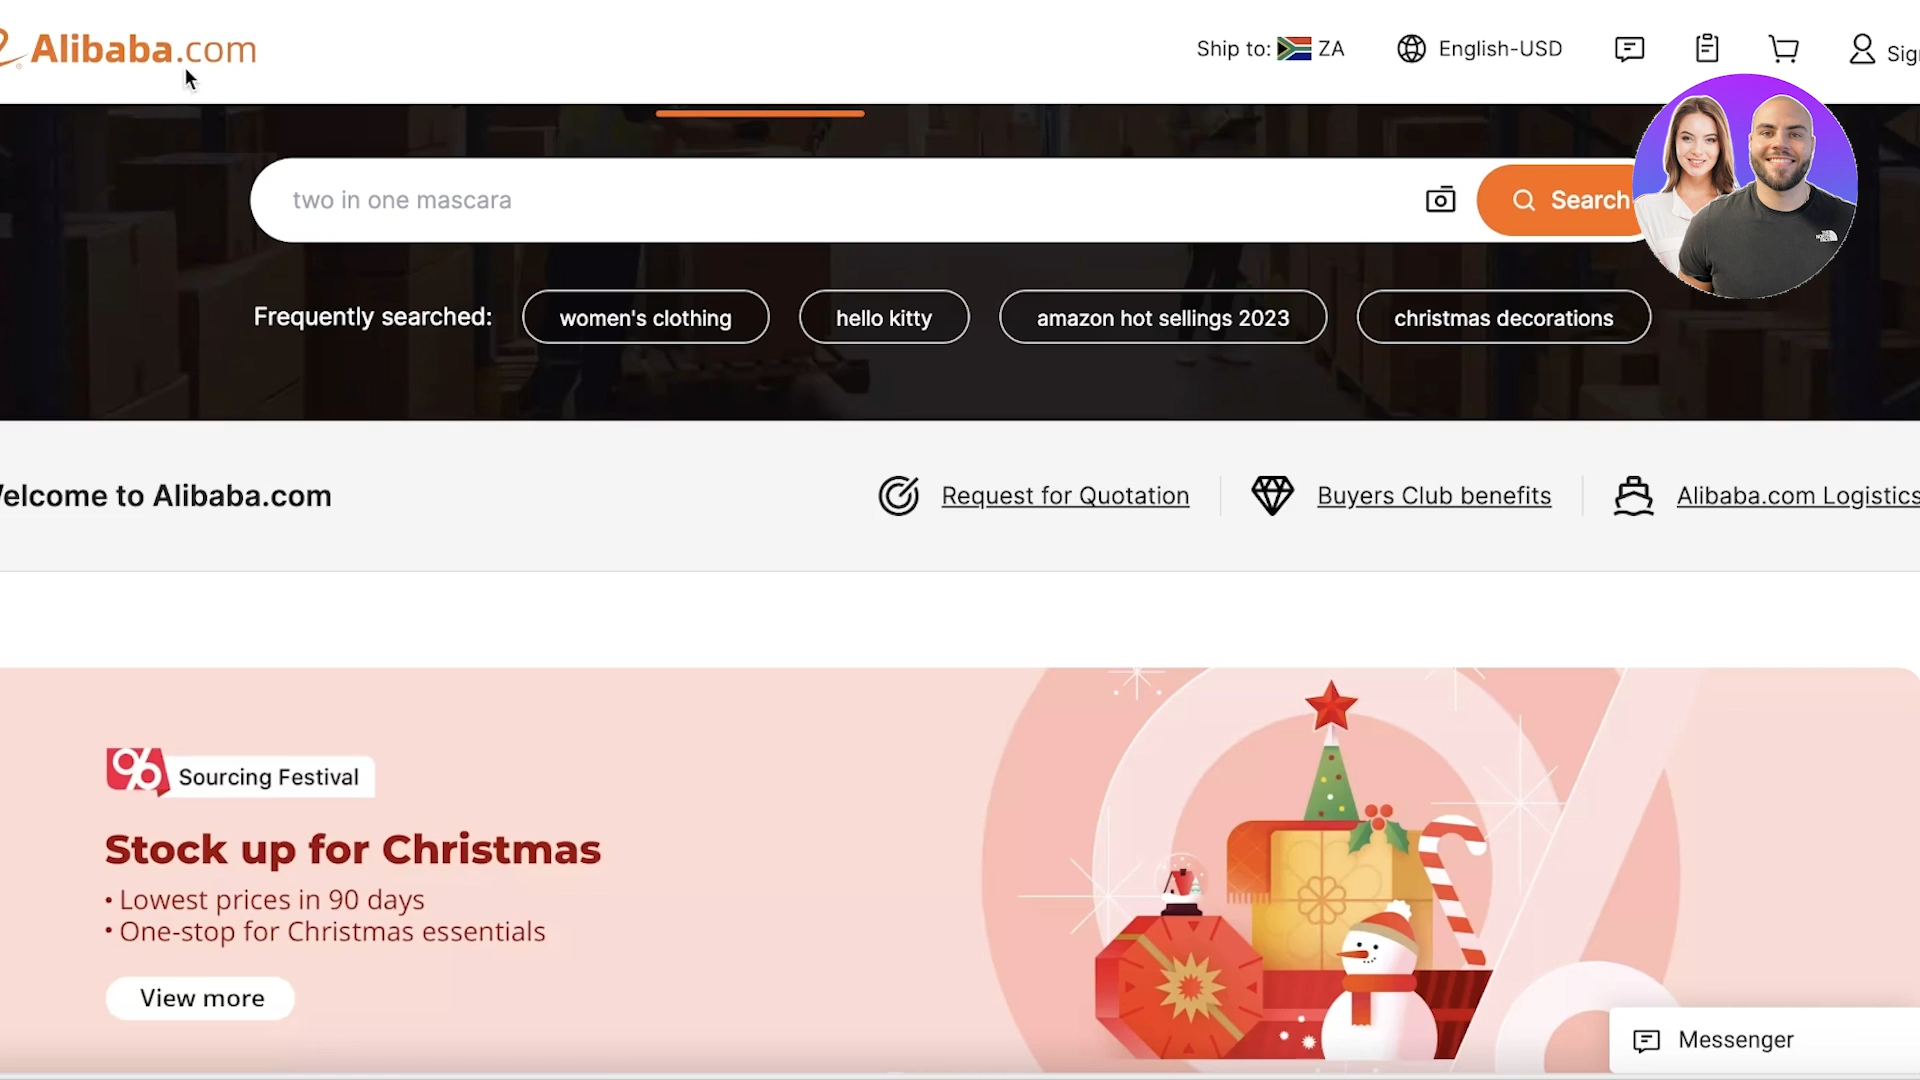 Alibaba.com
Ship to: ZA
English-USD
Sig
two in one mascara
Search
Frequently searched:
women's clothing
hello kitty
amazon hot sellings 2023
christmas decorations
elcome to Alibaba.com
Request for Quotation
Buyers Club benefits
Alibaba.com Logistics
96 Sourcing Festival
Stock up for Christmas
• Lowest prices in 90 days
• One-stop for Christmas essentials
View more
Messenger